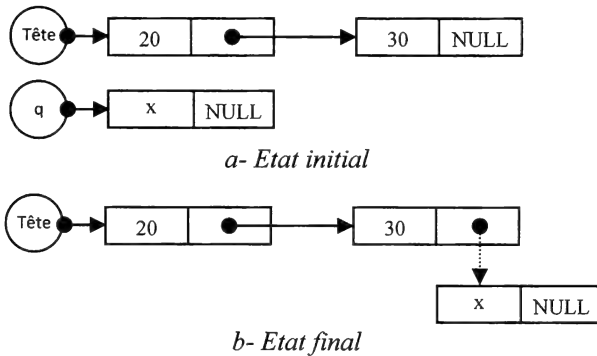 Tête 20 30 NULL
q x NULL
a- Etat initial
Tête 20 30
x NULL
b- Etat final